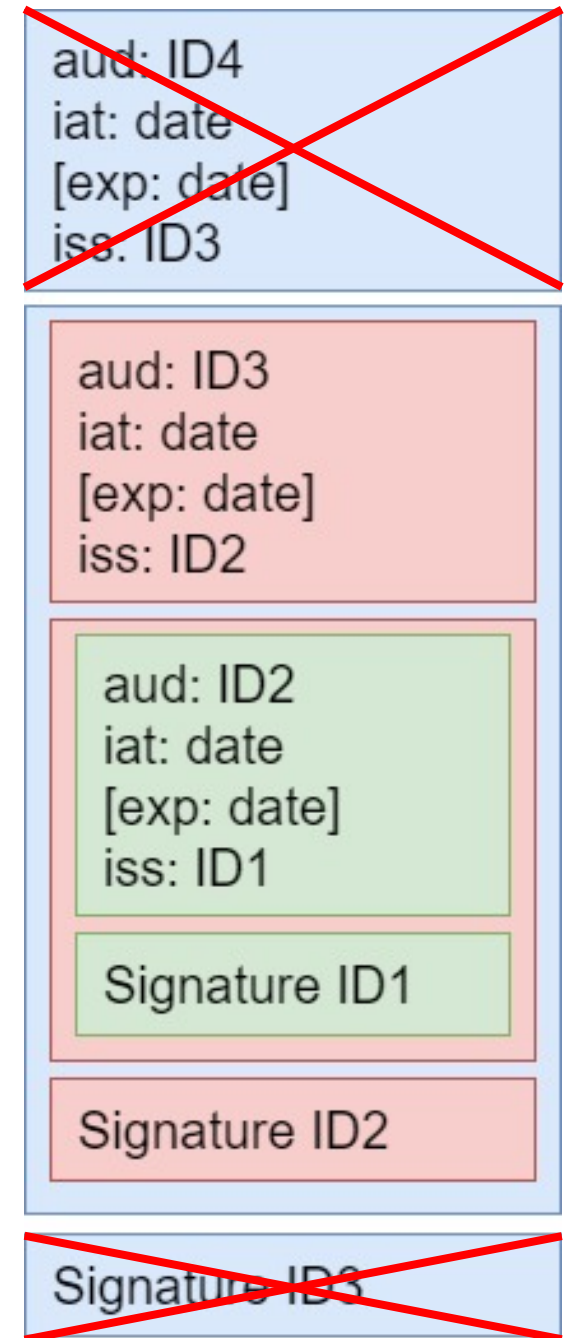 aud: ID4
iat: date
[exp: date]
iss: ID3
aud: ID3
iat: date
[exp: date]
iss: ID2
aud: ID2
iat: date
[exp: date]
iss: ID1
Signature ID1
Signature ID2
Signature ID3